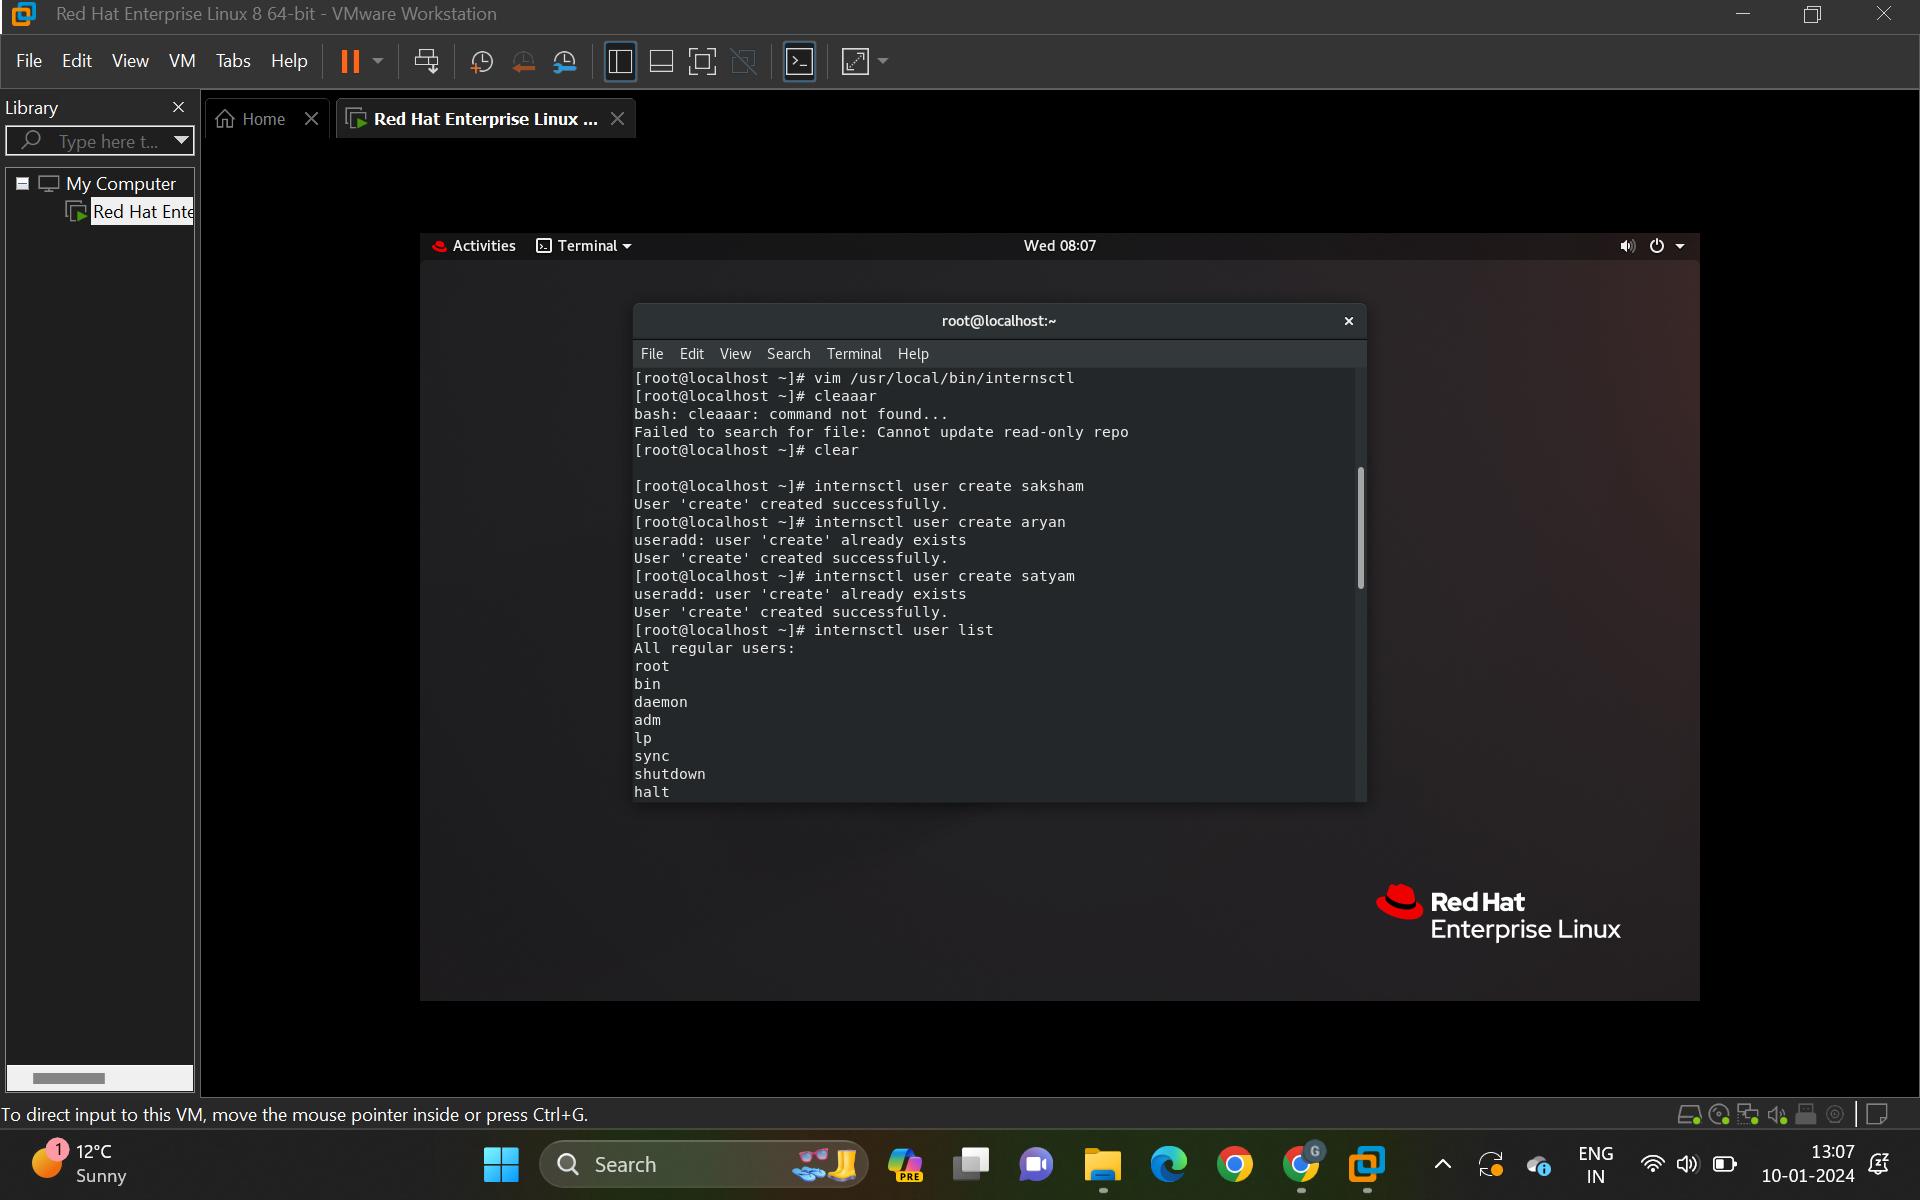 Red Hat Enterprise Linux 8 64-bit - VMware Workstation
File Edit View VM Tabs Help
Library
Type here t...
My Computer
Red Hat Ente
Home
Red Hat Enterprise Linux ...
Activities Terminal Wed 08:07
root@localhost:~
File Edit View Search Terminal Help
[root@localhost ~]# vim /usr/local/bin/internsctl
[root@localhost ~]# cleaaar
bash: cleaaar: command not found...
Failed to search for file: Cannot update read-only repo
[root@localhost ~]# clear
[root@localhost ~]# internsctl user create saksham
User 'create' created successfully.
[root@localhost ~]# internsctl user create aryan
useradd: user 'create' already exists
User 'create' created successfully.
[root@localhost ~]# internsctl user create satyam
useradd: user 'create' already exists
User 'create' created successfully.
[root@localhost ~]# internsctl user list
All regular users:
root
bin
daemon
adm
lp
sync
shutdown
halt
Red Hat
Enterprise Linux
To direct input to this VM, move the mouse pointer inside or press Ctrl+G.
1
12°C
Sunny
Search
PRE
G
ENG
IN
13:07
10-01-2024